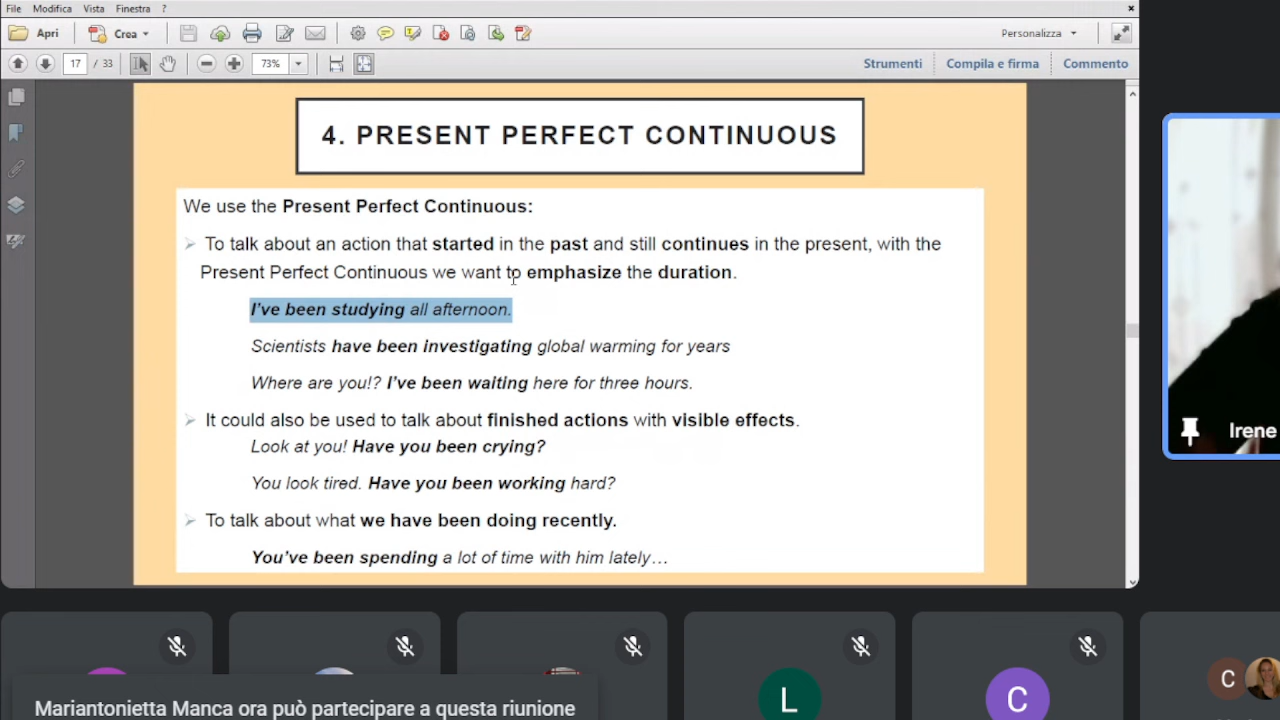 File Modifica Vista Finestra ?
Apri Crea Personalizza
17 / 33 73% Strumenti Compila e firma Commento
4. PRESENT PERFECT CONTINUOUS
We use the Present Perfect Continuous:
To talk about an action that started in the past and still continues in the present, with the
Present Perfect Continuous we want to emphasize the duration.
I've been studying all afternoon.
Scientists have been investigating global warming for years
Where are you!? I've been waiting here for three hours.
It could also be used to talk about finished actions with visible effects.
Look at you! Have you been crying?
You look tired. Have you been working hard?
To talk about what we have been doing recently.
You've been spending a lot of time with him lately…
Irene
L
C
C
Mariantonietta Manca ora può partecipare a questa riunione